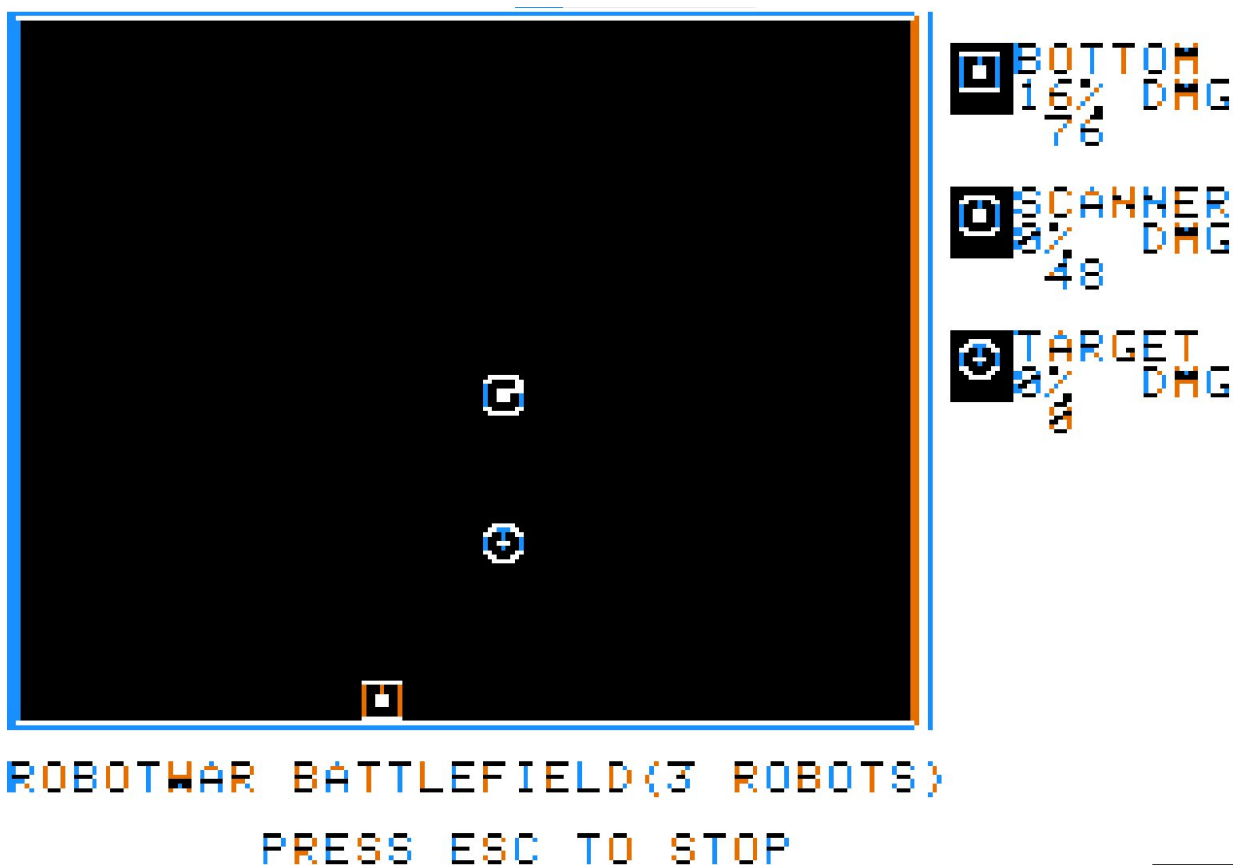 BOTTOM
16% DMG
76
SCANNER
0% DMG
48
TARGET
0% DMG
0
ROBOTWAR BATTLEFIELD(3 ROBOTS)
PRESS ESC TO STOP